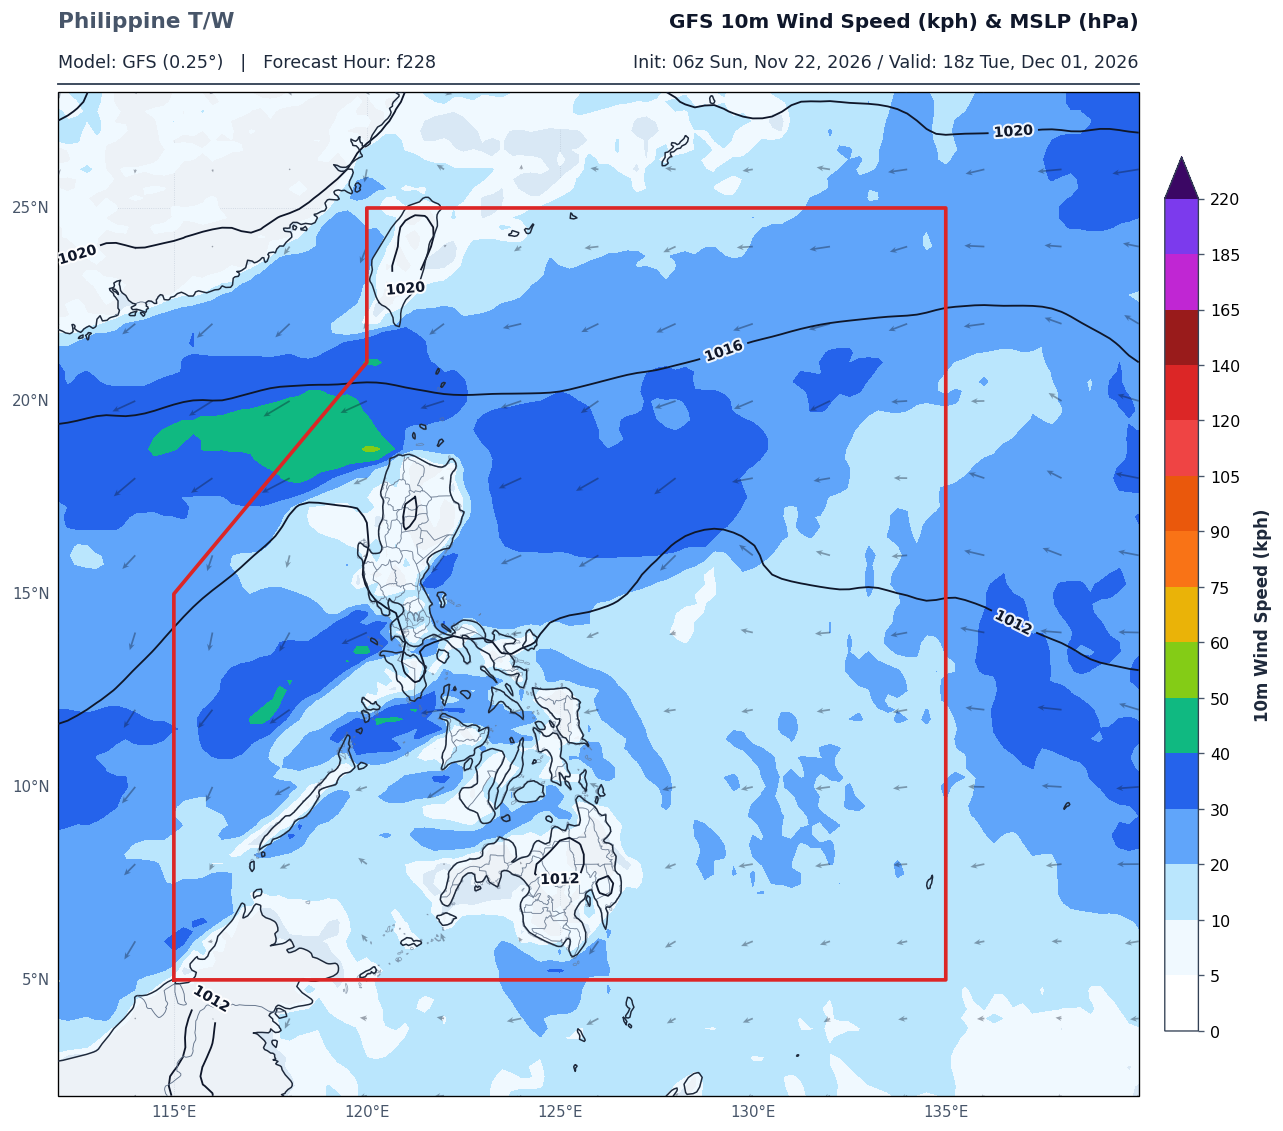 Philippine T/W
GFS 10m Wind Speed (kph) & MSLP (hPa)
Model: GFS (0.25°)   |   Forecast Hour: f228
Init: 06z Sun, Nov 22, 2026 / Valid: 18z Tue, Dec 01, 2026
1020
1020
1020
1016
1012
1012
1012
25°N
20°N
15°N
10°N
5°N
115°E
120°E
125°E
130°E
135°E
220
185
165
140
120
105
90
75
60
50
40
30
20
10
5
0
10m Wind Speed (kph)